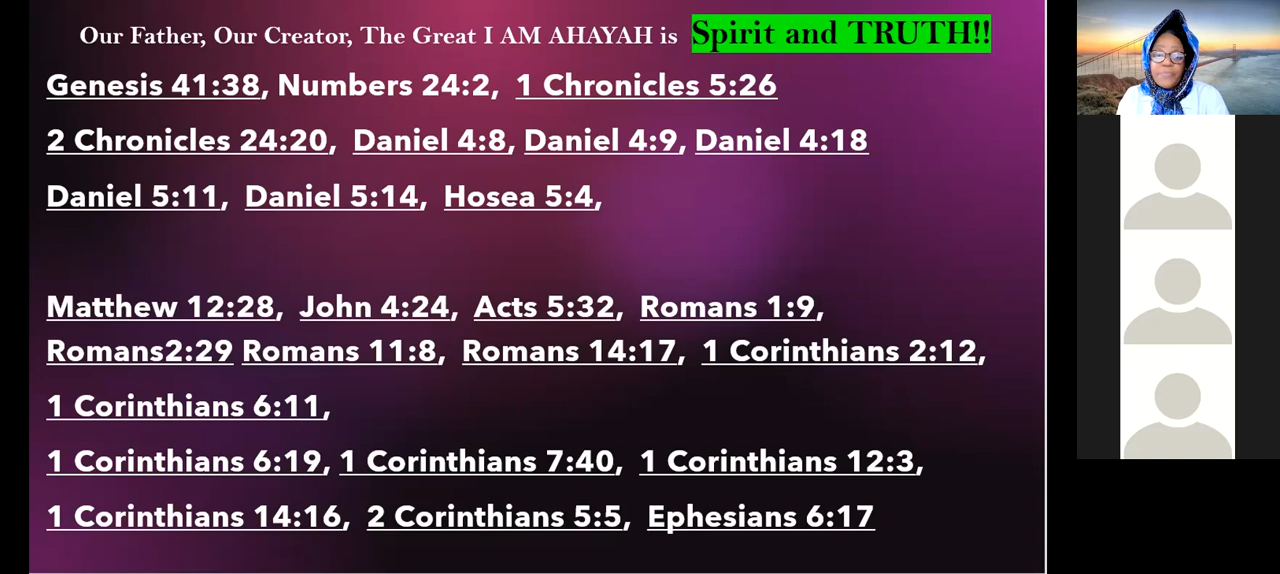 Our Father, Our Creator, The Great I AM AHAYAH is Spirit and TRUTH!!
Genesis 41:38, Numbers 24:2, 1 Chronicles 5:26
2 Chronicles 24:20, Daniel 4:8, Daniel 4:9, Daniel 4:18
Daniel 5:11, Daniel 5:14, Hosea 5:4,
Matthew 12:28, John 4:24, Acts 5:32, Romans 1:9,
Romans2:29 Romans 11:8, Romans 14:17, 1 Corinthians 2:12,
1 Corinthians 6:11,
1 Corinthians 6:19, 1 Corinthians 7:40, 1 Corinthians 12:3,
1 Corinthians 14:16, 2 Corinthians 5:5, Ephesians 6:17